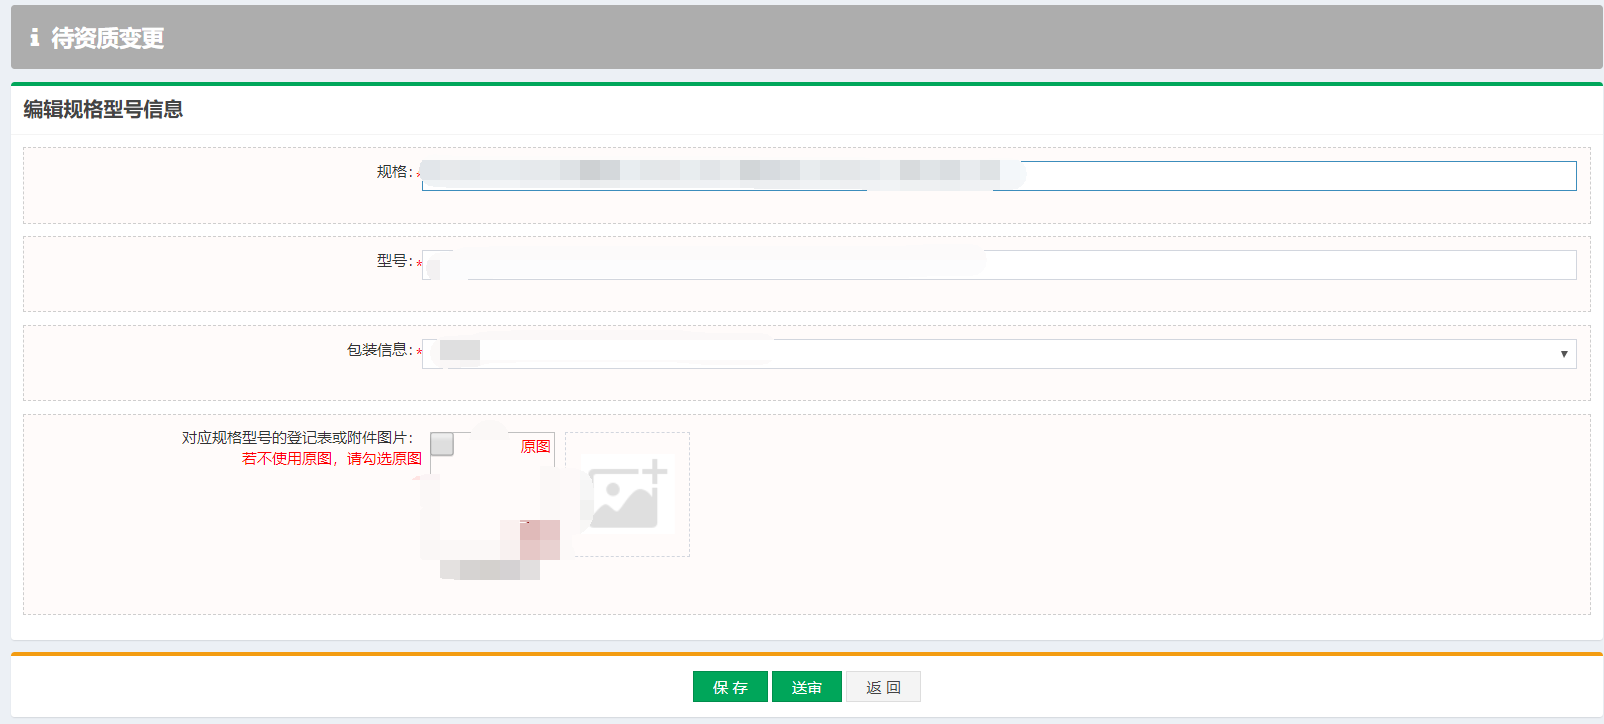 待资质变更
编辑规格型号信息
规格：*
型号：*
包装信息：*
对应规格型号的登记表或附件图片：
原图
若不使用原图，请勾选原图
保 存
送审
返 回